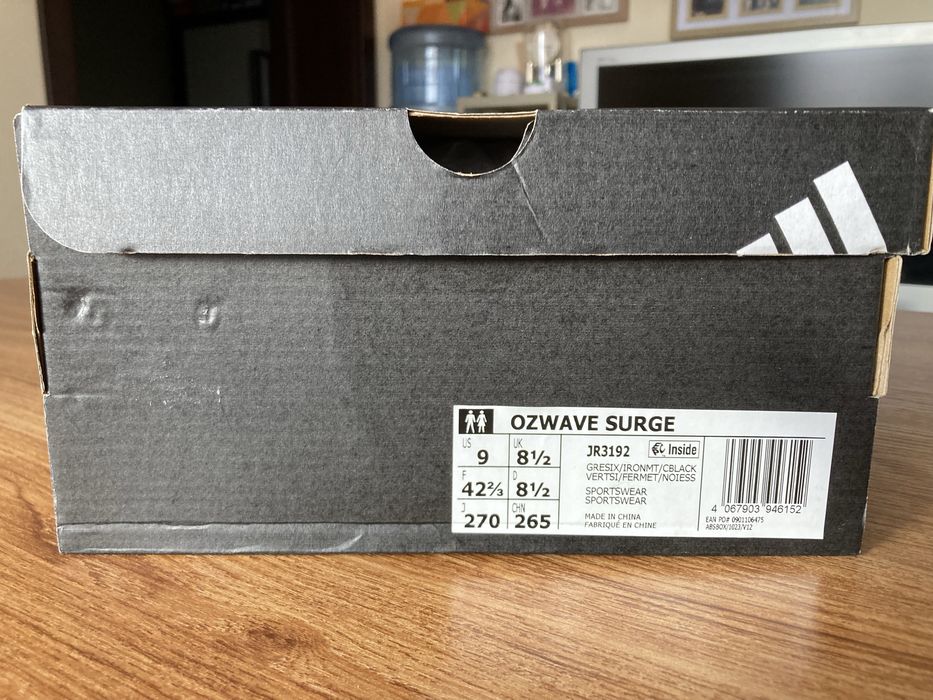 OZWAVE SURGE
US
9
UK
8½
F
42⅔
D
8½
J
270
CHN
265
JR3192
Inside
GRESIX/IRONMT/CBLACK
VERTSI/FERMET/NOIESS
SPORTSWEAR
SPORTSWEAR
MADE IN CHINA
FABRIQUÉ EN CHINE
4 067903 946152
EAN PO# 0901106475
ABSBOX/1023/V12